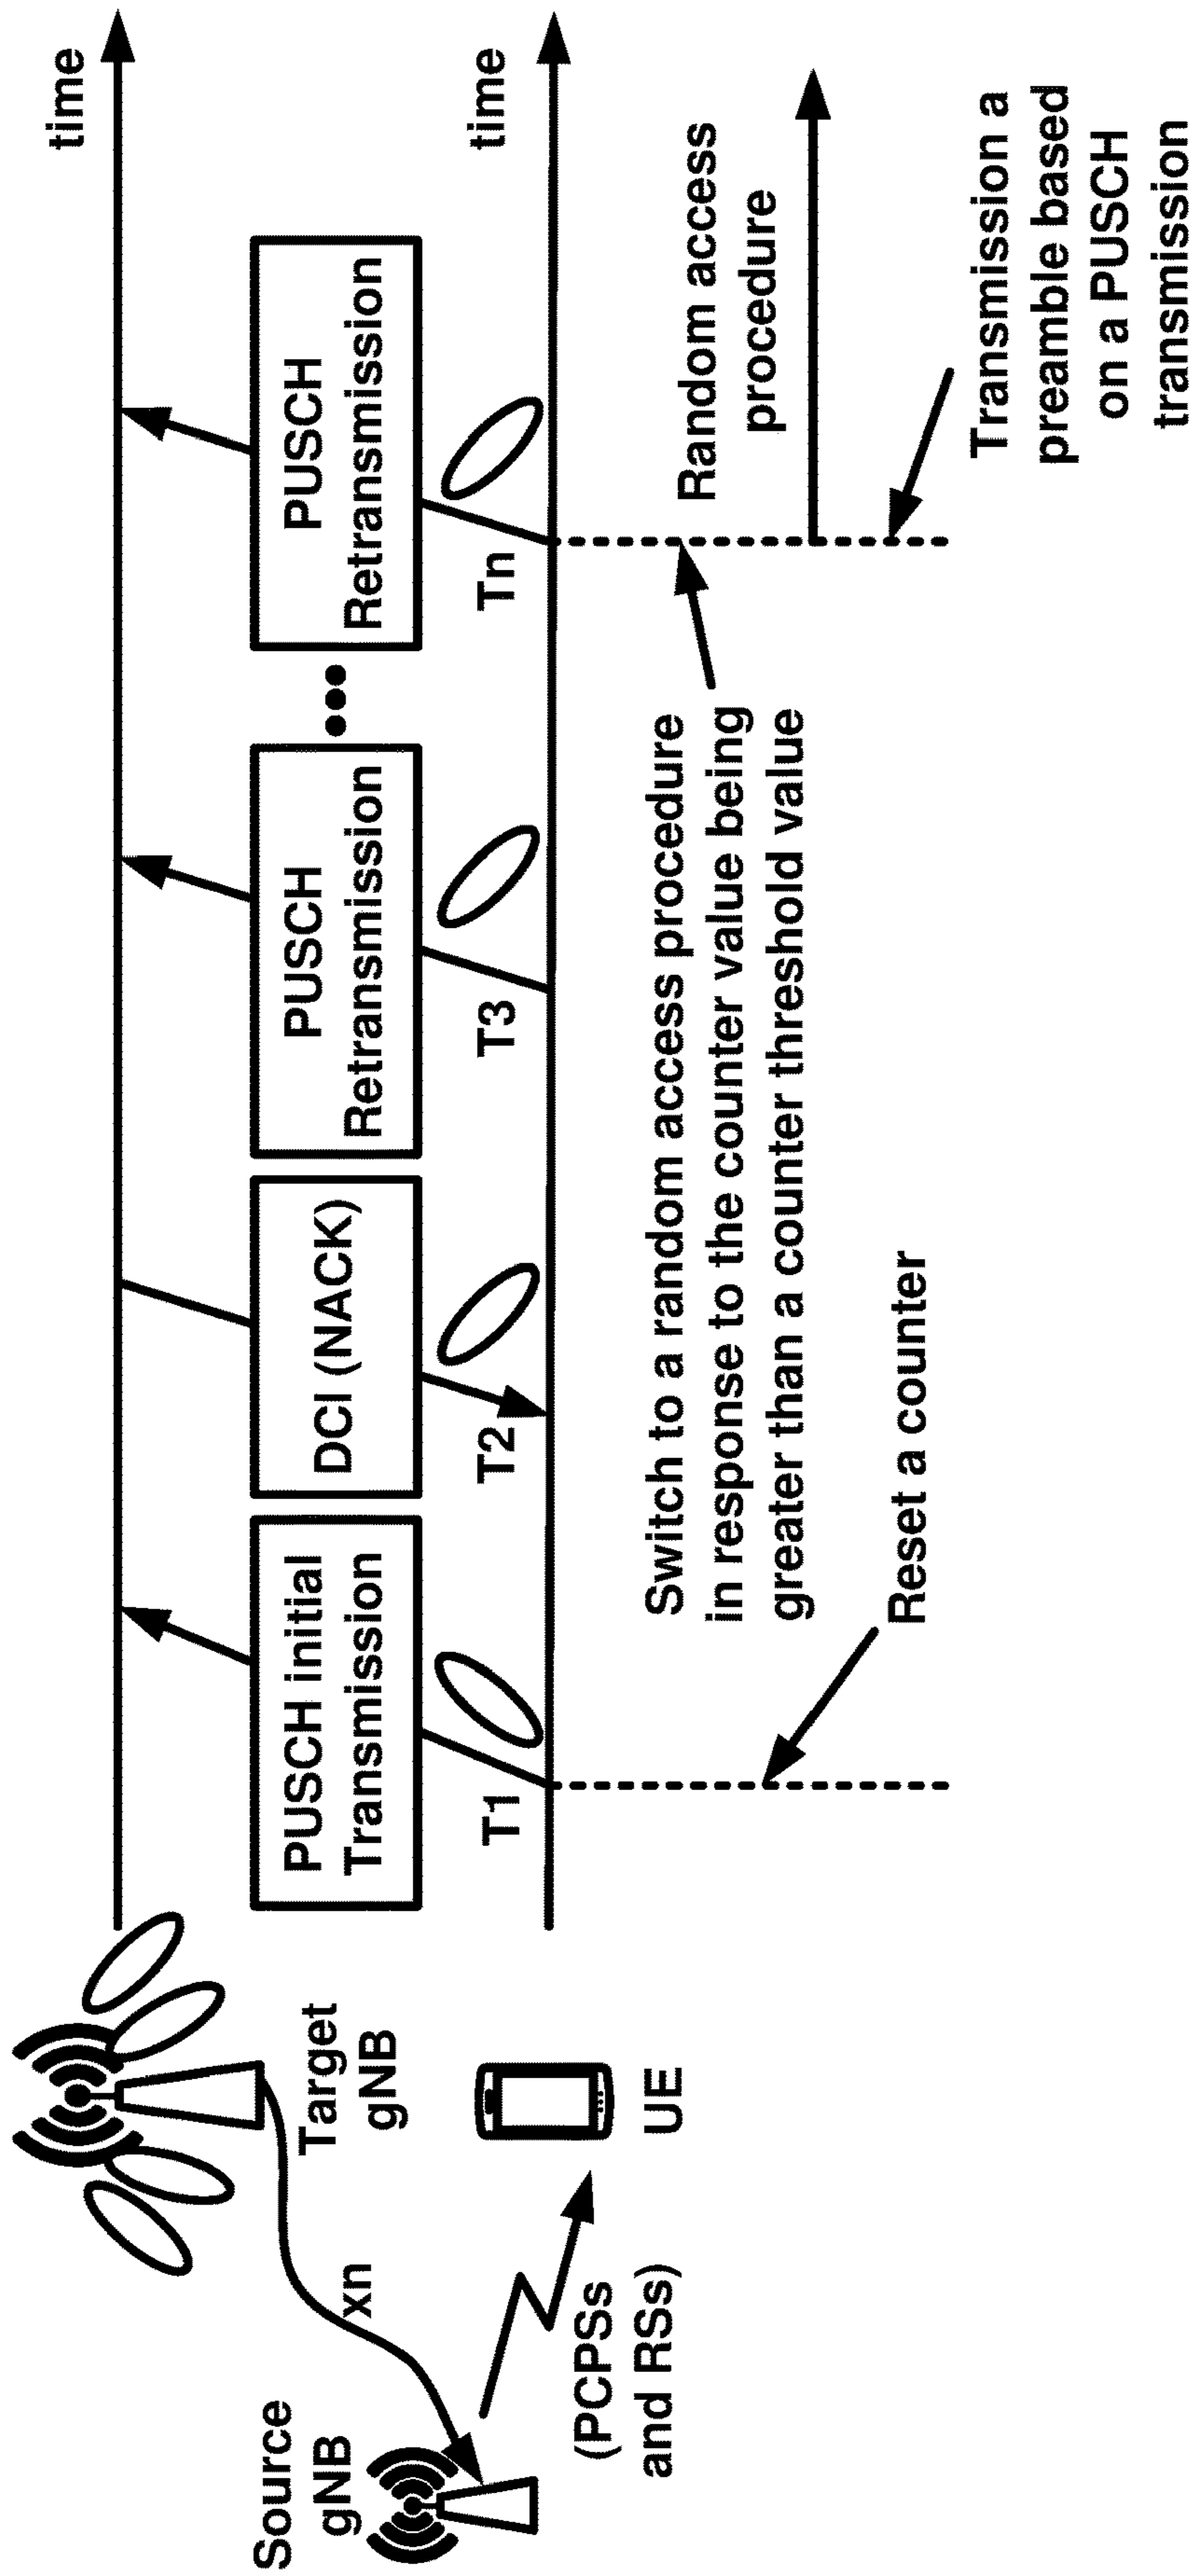 Source
gNB
xn
(PCPSs
and RSs)
Target
gNB
UE
time
PUSCH initial
Transmission
DCI (NACK)
PUSCH
Retransmission
PUSCH
Retransmission
T1
T2
T3
Tn
time
Switch to a random access procedure
in response to the counter value being
greater than a counter threshold value
Random access
procedure
Reset a counter
Transmission a
preamble based
on a PUSCH
transmission